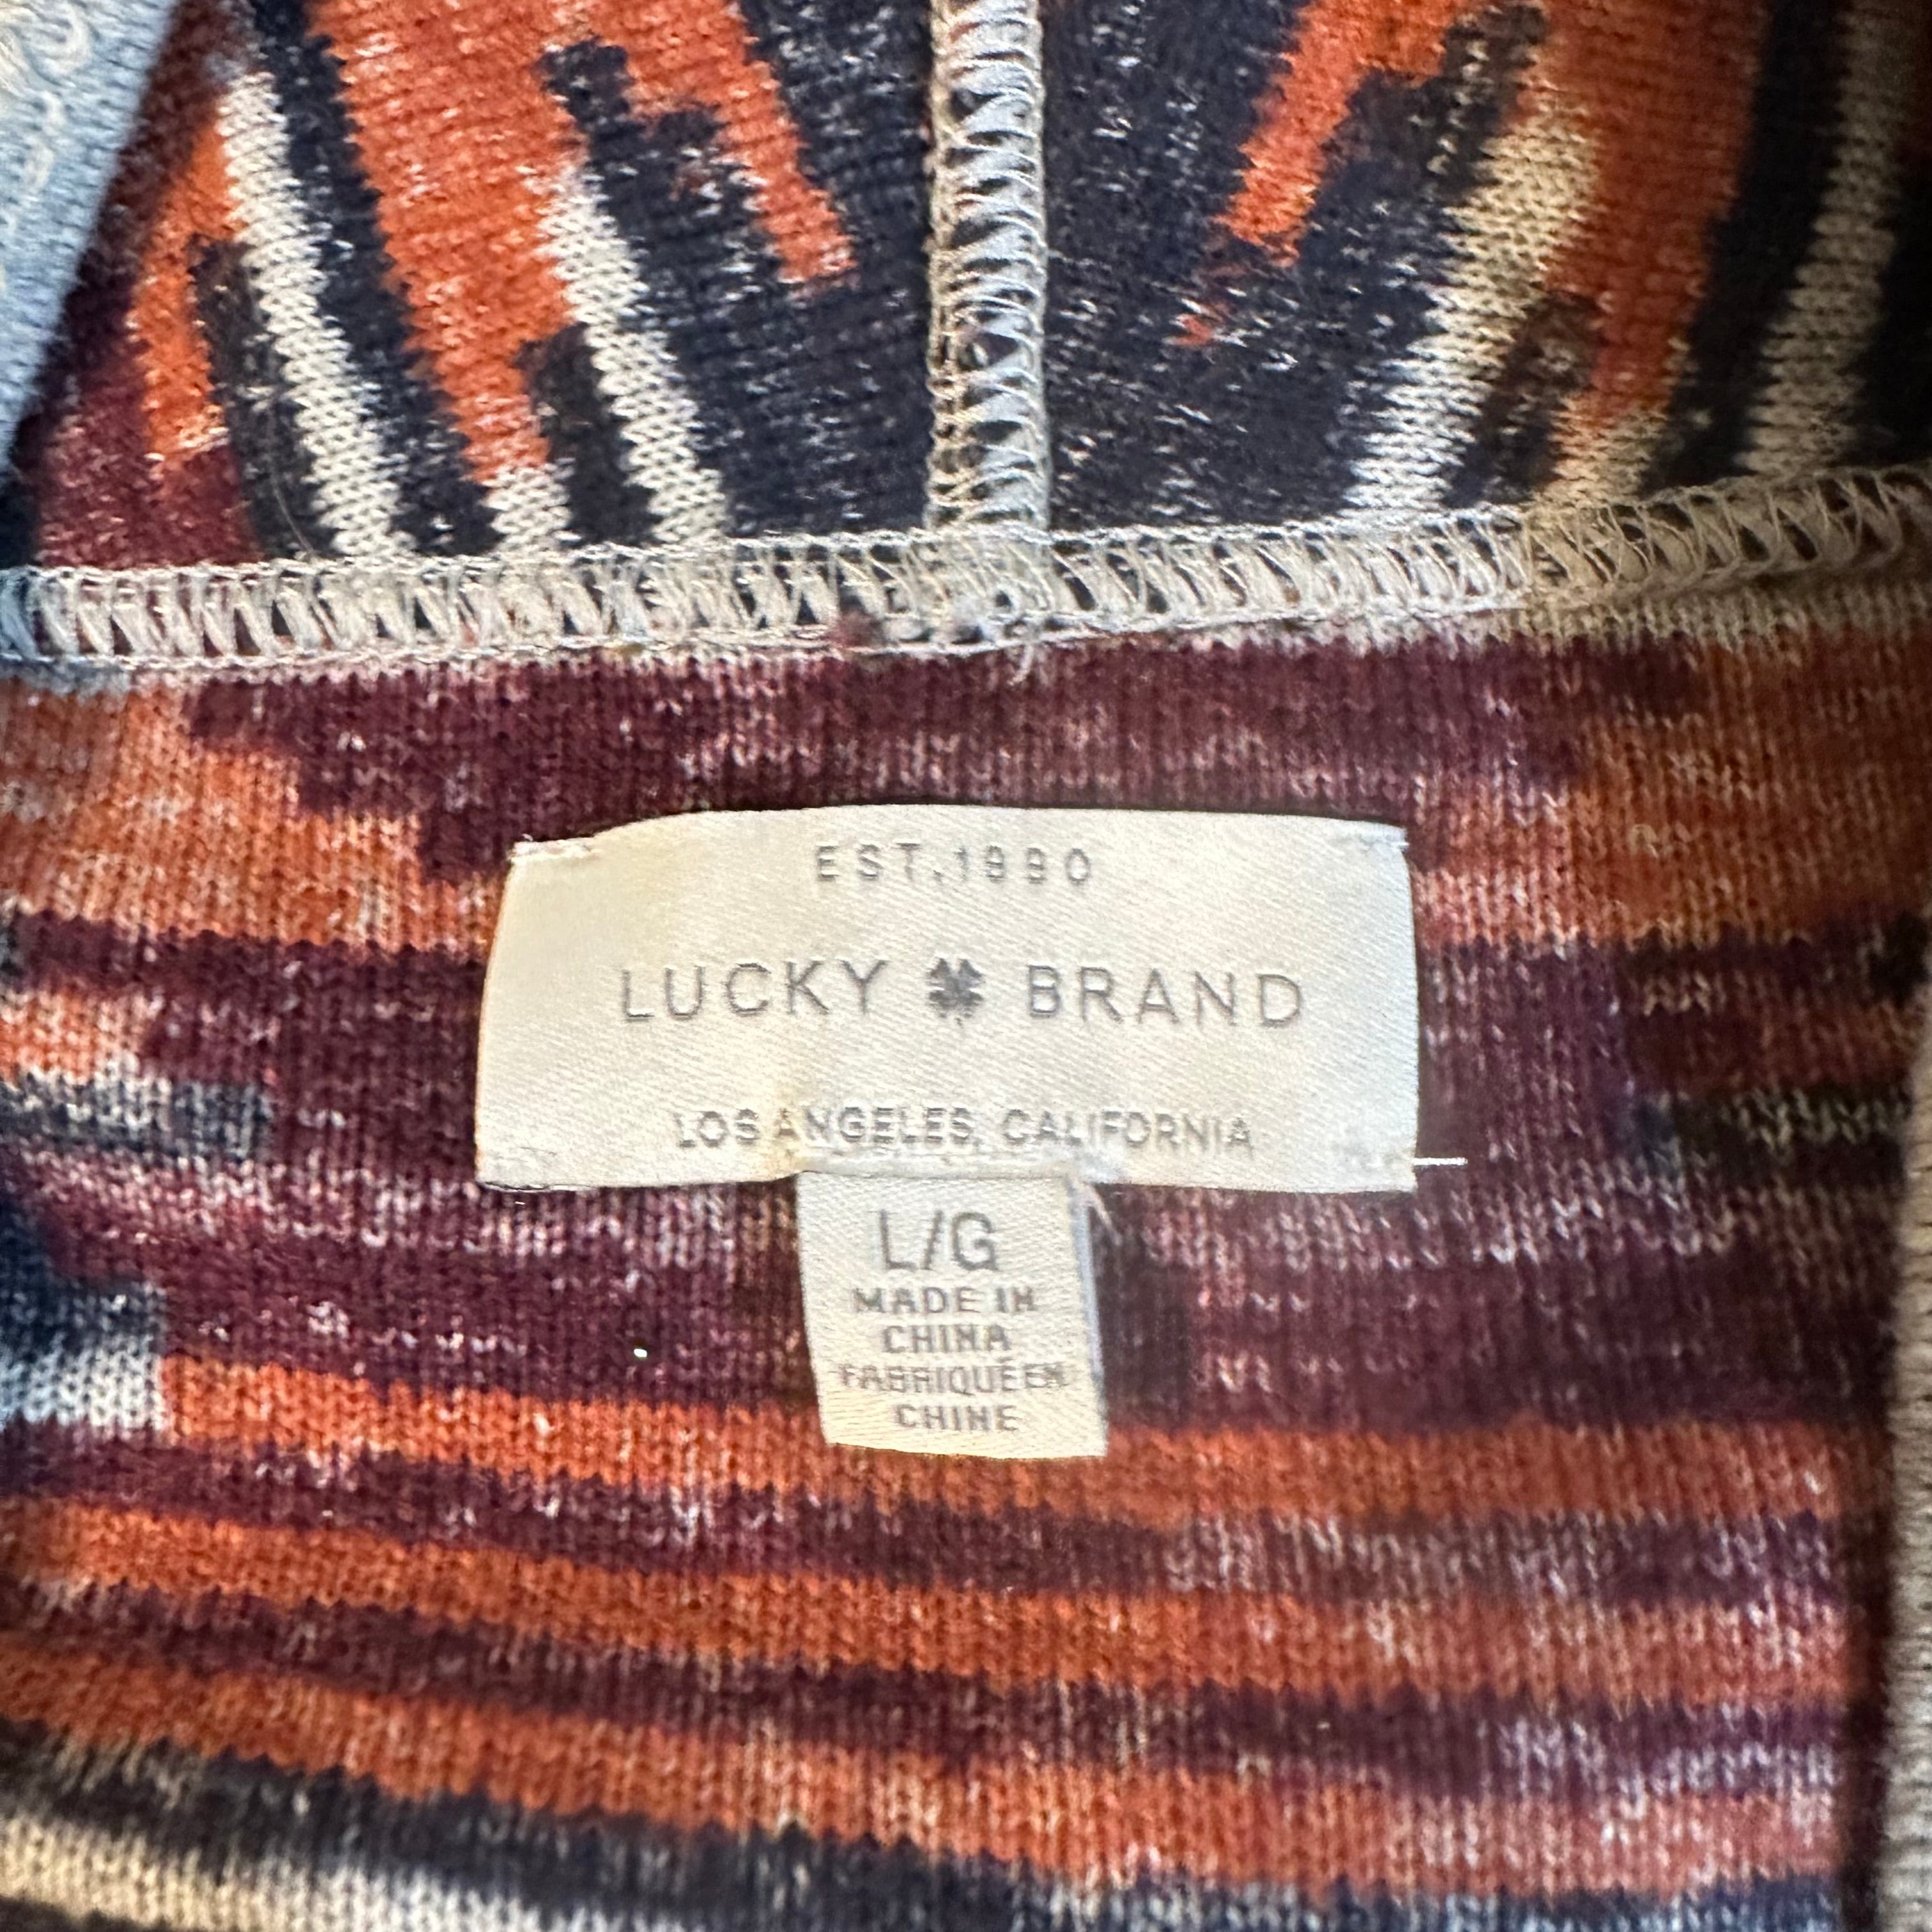 EST. 1990
LUCKY BRAND
LOS ANGELES, CALIFORNIA
L/G
MADE IN
CHINA
FABRIQUÉ EN
CHINE